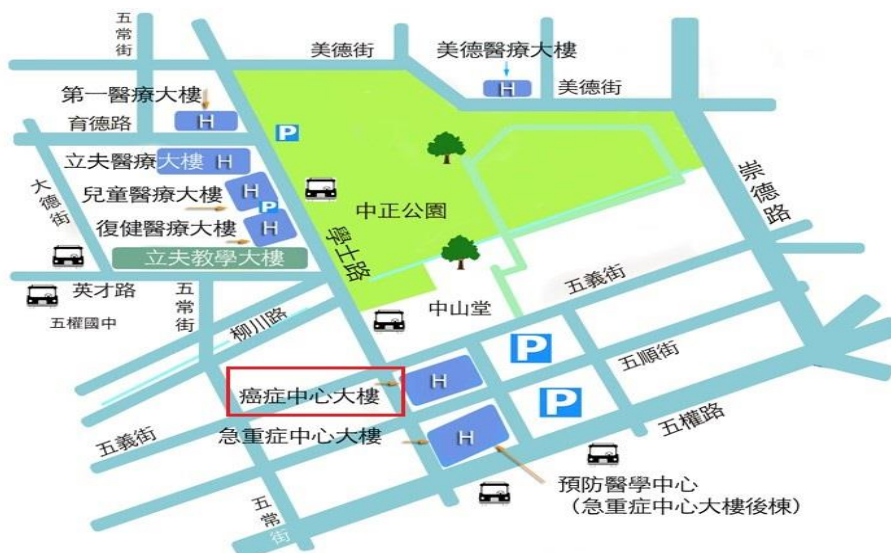 五常街
美德街
美德醫療大樓
H
美德街
第一醫療大樓
H
育德路
P
立夫醫療大樓 H
兒童醫療大樓
H
P
復健醫療大樓
H
立夫教學大樓
大德街
中正公園
學士路
崇德路
英才路
五權國中
五常街
柳川路
中山堂
五義街
P
五順街
癌症中心大樓
H
P
五權路
五義街
急重症中心大樓
H
五常街
預防醫學中心
（急重症中心大樓後棟）